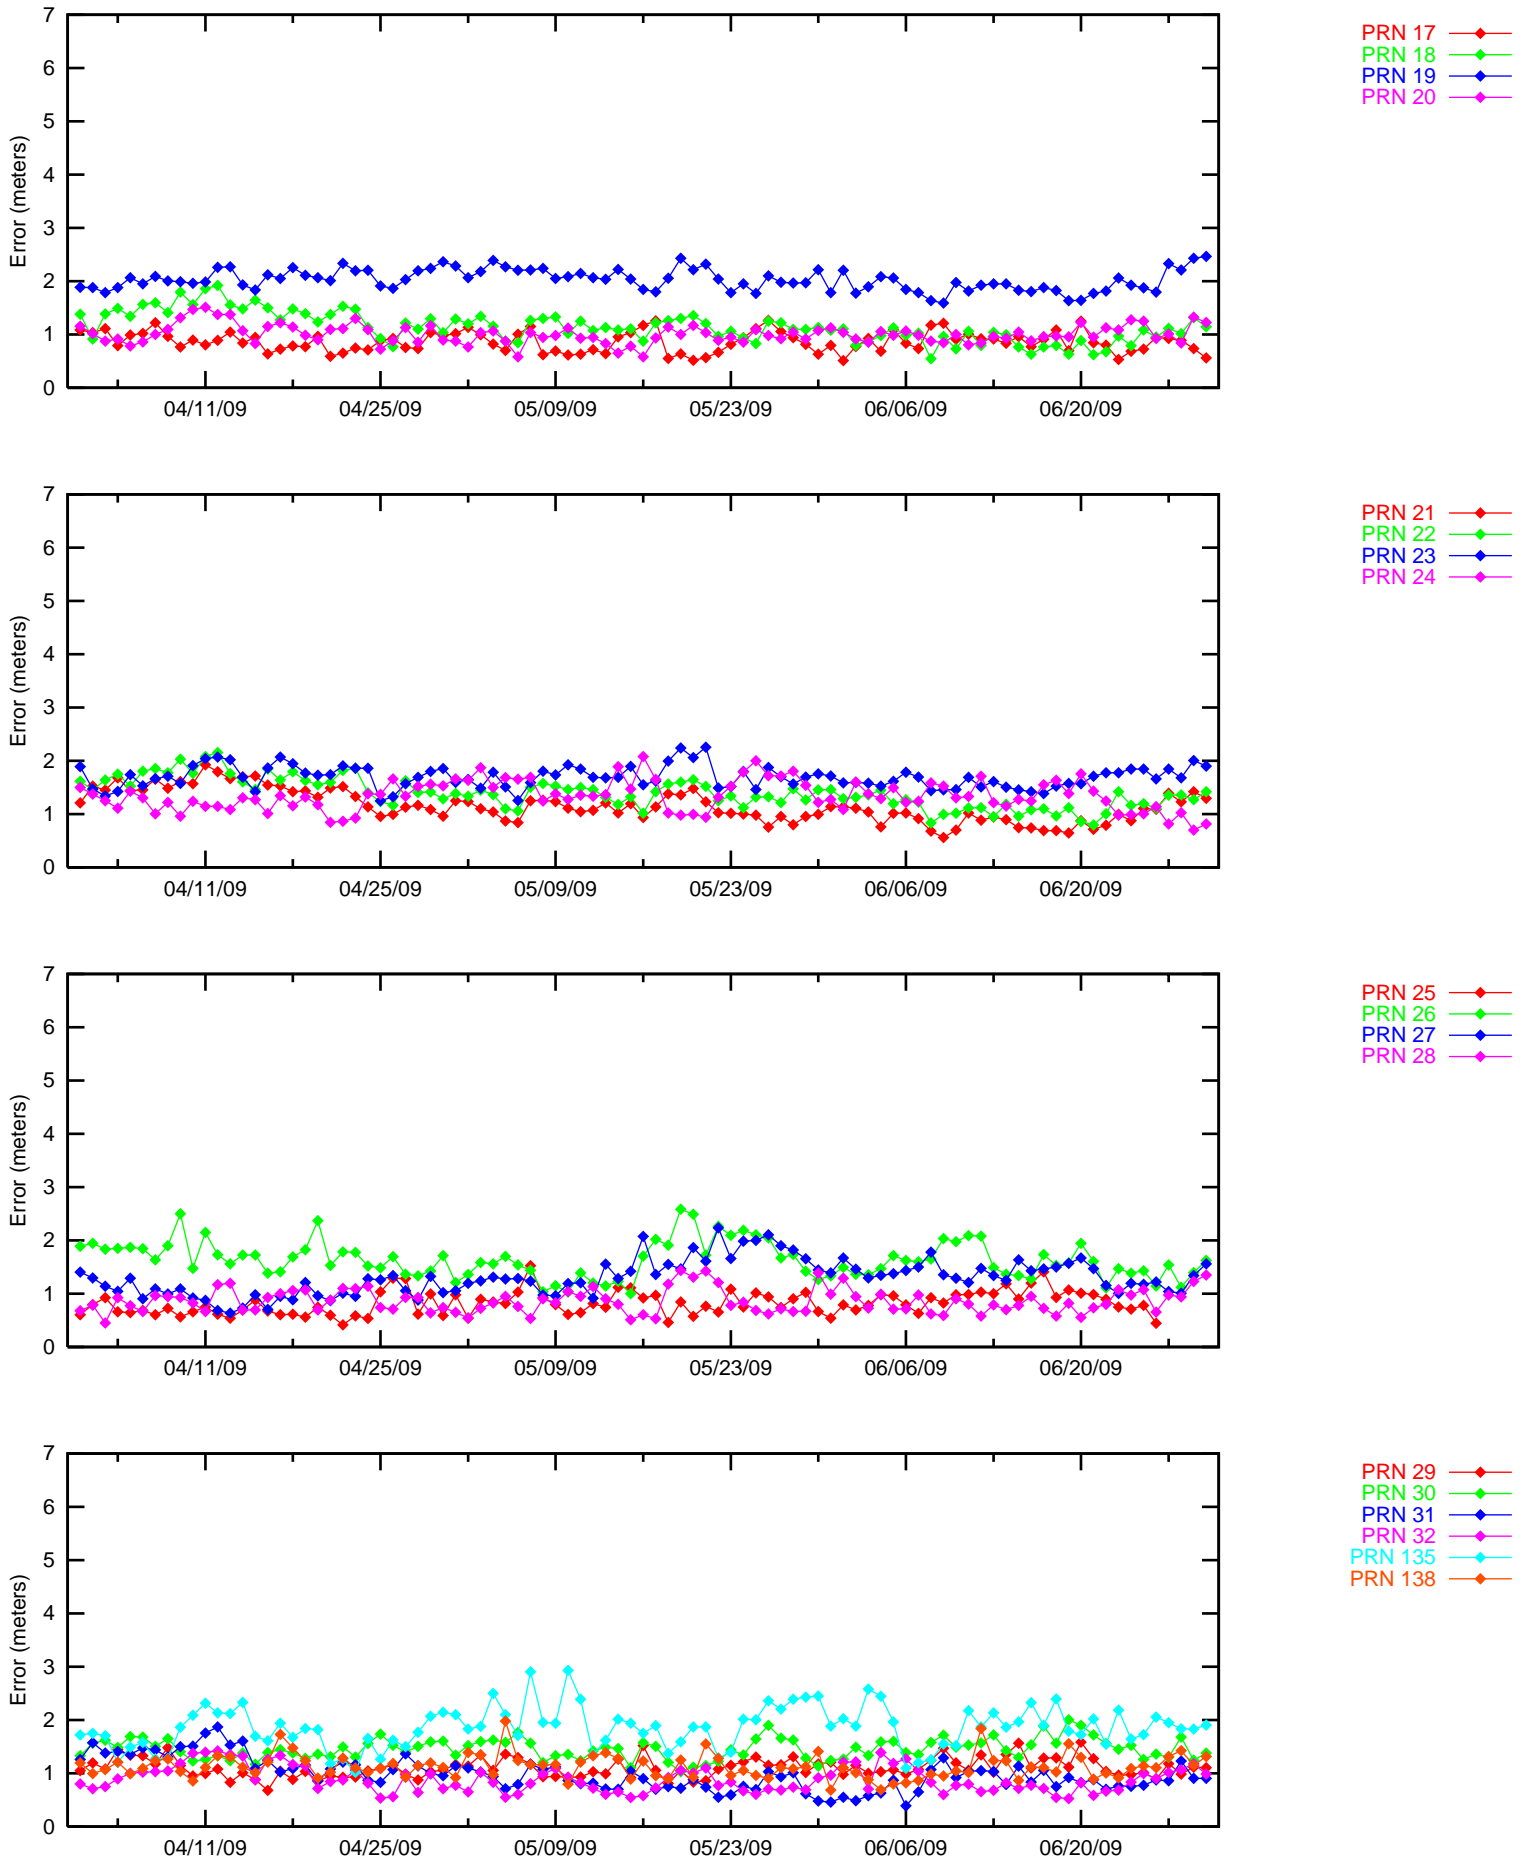 7
6
5
4
3
2
1
0
Error (meters)
04/11/09 04/25/09 05/09/09 05/23/09 06/06/09 06/20/09
PRN 17
PRN 18
PRN 19
PRN 20
7
6
5
4
3
2
1
0
Error (meters)
04/11/09 04/25/09 05/09/09 05/23/09 06/06/09 06/20/09
PRN 21
PRN 22
PRN 23
PRN 24
7
6
5
4
3
2
1
0
Error (meters)
04/11/09 04/25/09 05/09/09 05/23/09 06/06/09 06/20/09
PRN 25
PRN 26
PRN 27
PRN 28
7
6
5
4
3
2
1
0
Error (meters)
04/11/09 04/25/09 05/09/09 05/23/09 06/06/09 06/20/09
PRN 29
PRN 30
PRN 31
PRN 32
PRN 135
PRN 138